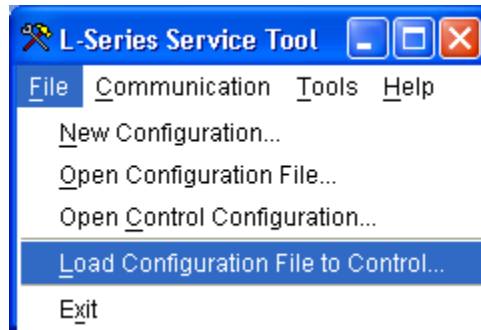 L-Series Service Tool
File Communication Tools Help
New Configuration...
Open Configuration File...
Open Control Configuration...
Load Configuration File to Control...
Exit